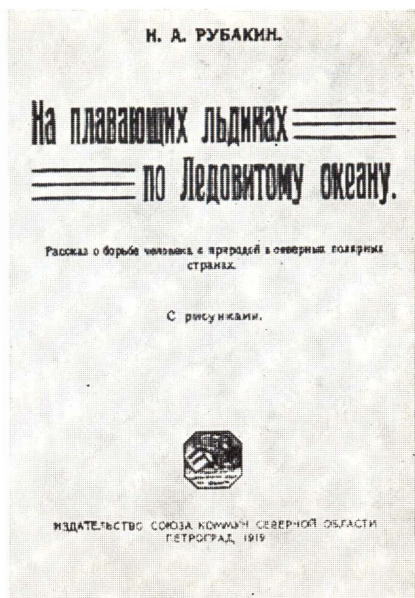 Н. А. РУБАКИН.
На плавающих льдинах
по Ледовитому океану.
Рассказ о борьбе человека с природой в северных полярных
странах.
С рисунками.
ИЗДАТЕЛЬСТВО СОЮЗА КОММУН СЕВЕРНОЙ ОБЛАСТИ
ПЕТРОГРАД, 1919